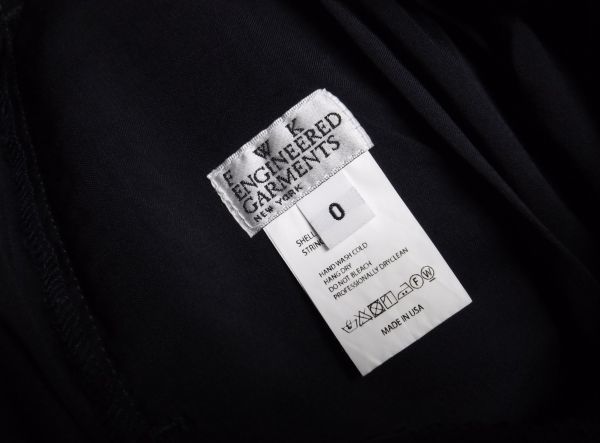 F W K
ENGINEERED
GARMENTS
NEW YORK
0
SHELL
STRIN
HAND WASH COLD
HANG DRY
DO NOT BLEACH
PROFESSIONALLY DRYCLEAN
F W
MADE IN USA